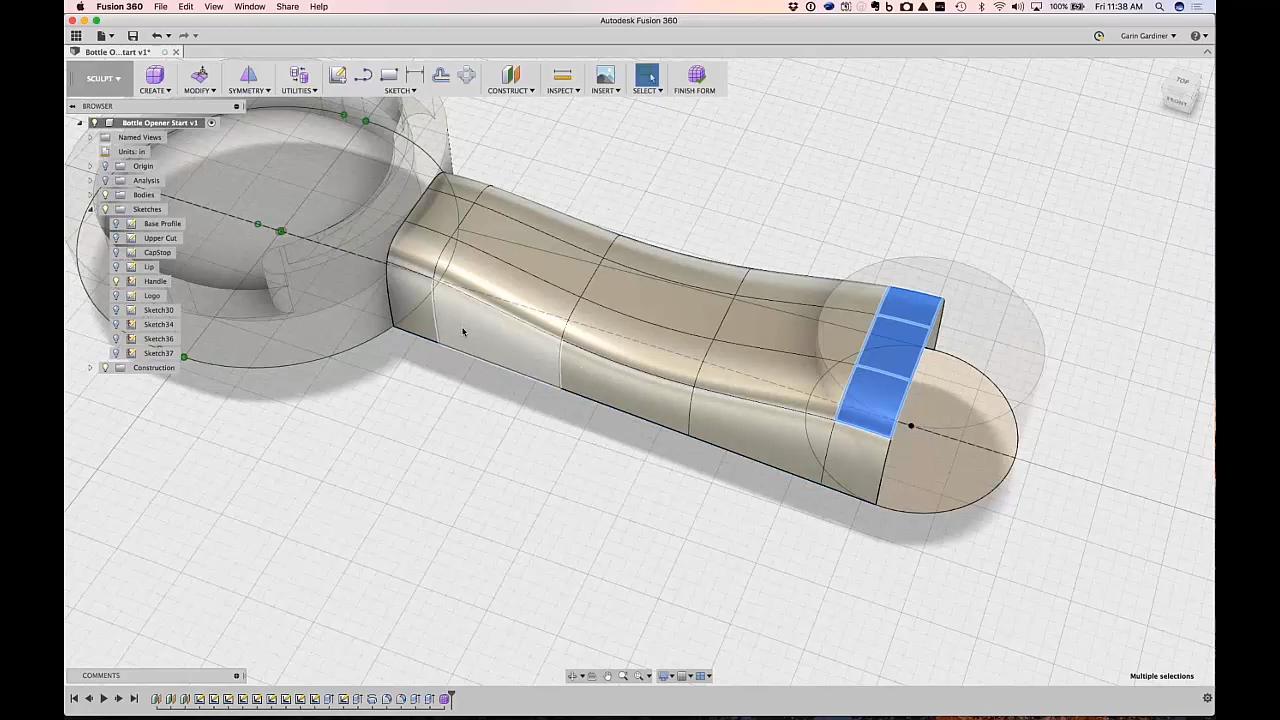 Fusion 360 File Edit View Window Share Help
100% Fri 11:38 AM
Autodesk Fusion 360
Garin Gardiner
Bottle O...tart v1*
SCULPT
CREATE MODIFY SYMMETRY UTILITIES SKETCH CONSTRUCT INSPECT INSERT SELECT FINISH FORM
BROWSER
TOP
FRONT
Bottle Opener Start v1
Named Views
Units: in
Origin
Analysis
Bodies
Sketches
Base Profile
Upper Cut
CapStop
Lip
Handle
Logo
Sketch30
Sketch34
Sketch36
Sketch37
Construction
COMMENTS
Multiple selections